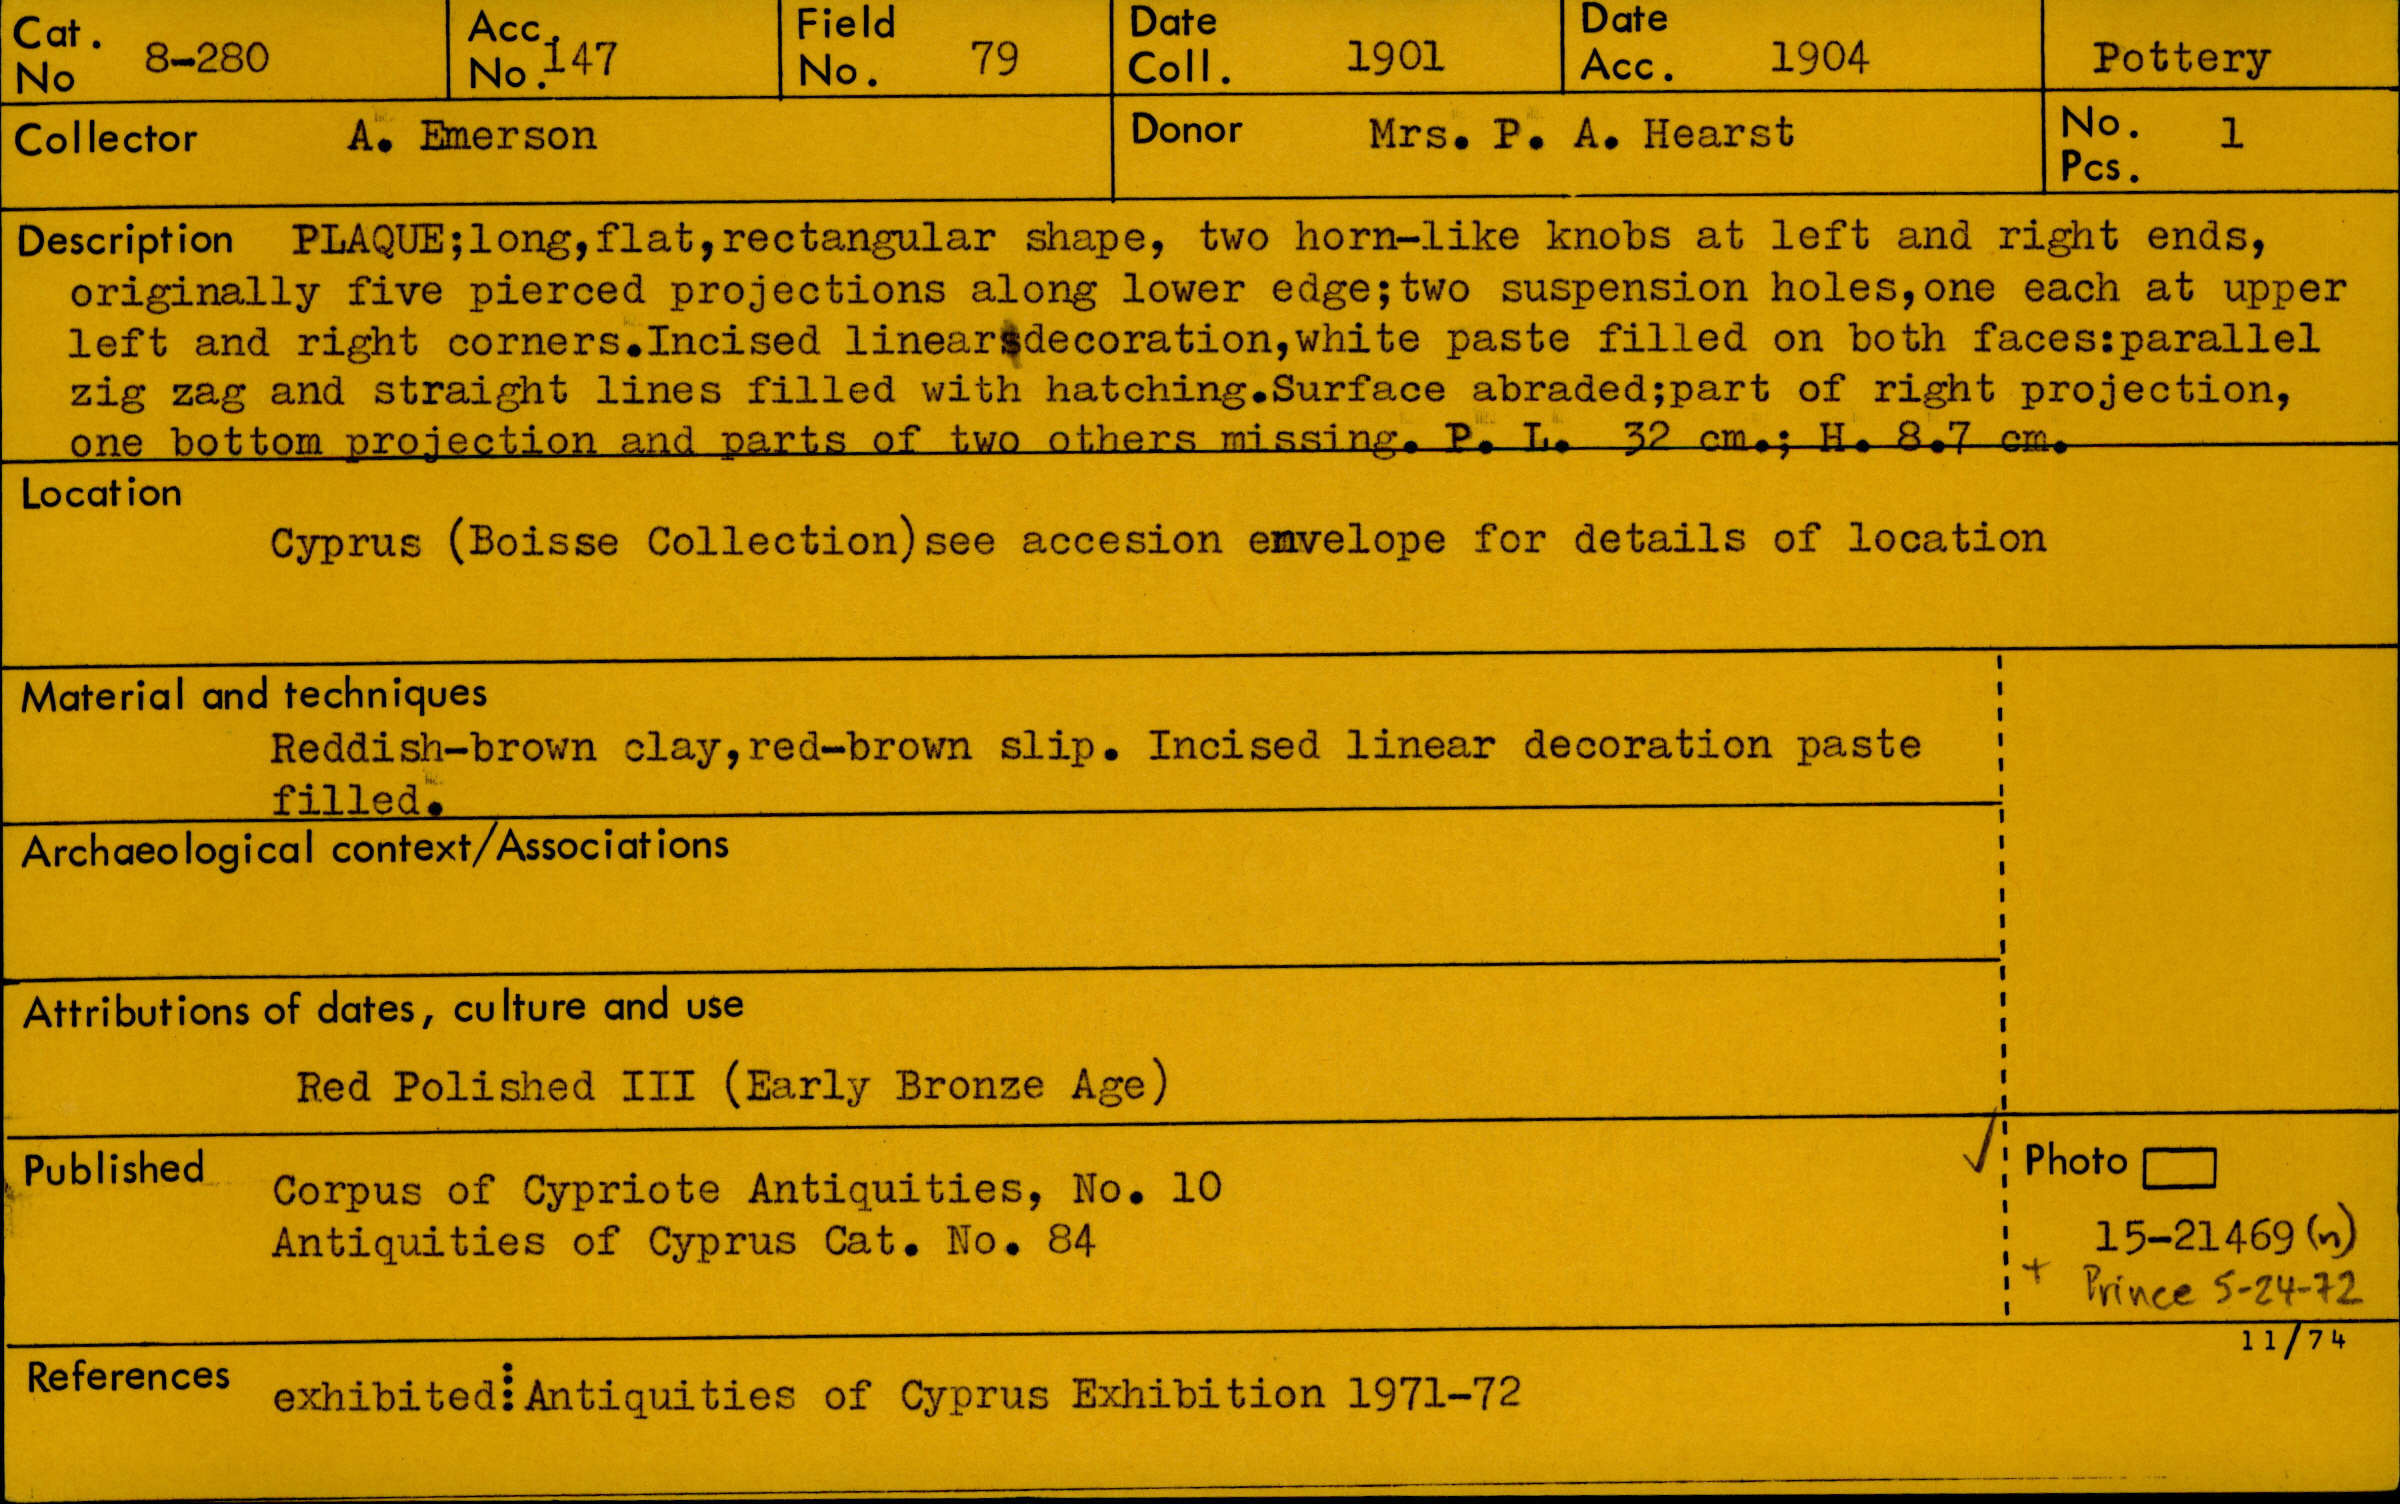 Cat. No 8-280 Acc. No. 147 Field No. 79 Date Coll. 1901 Date Acc. 1904 Pottery
Collector A. Emerson Donor Mrs. P. A. Hearst No. Pcs. 1
Description PLAQUE;long,flat,rectangular shape, two horn-like knobs at left and right ends,
originally five pierced projections along lower edge;two suspension holes,one each at upper
left and right corners.Incised linear decoration,white paste filled on both faces:parallel
zig zag and straight lines filled with hatching.Surface abraded;part of right projection,
one bottom projection and parts of two others missing. P. L. 32 cm.; H. 8.7 cm.
Location
Cyprus (Boisse Collection)see accesion envelope for details of location
Material and techniques
Reddish-brown clay,red-brown slip. Incised linear decoration paste
filled.
Archaeological context/Associations
Attributions of dates, culture and use
Red Polished III (Early Bronze Age)
Published Corpus of Cypriote Antiquities, No. 10
Antiquities of Cyprus Cat. No. 84
✓ Photo
15-21469 (n)
+ Prince 5-24-72
11/74
References exhibited: Antiquities of Cyprus Exhibition 1971-72